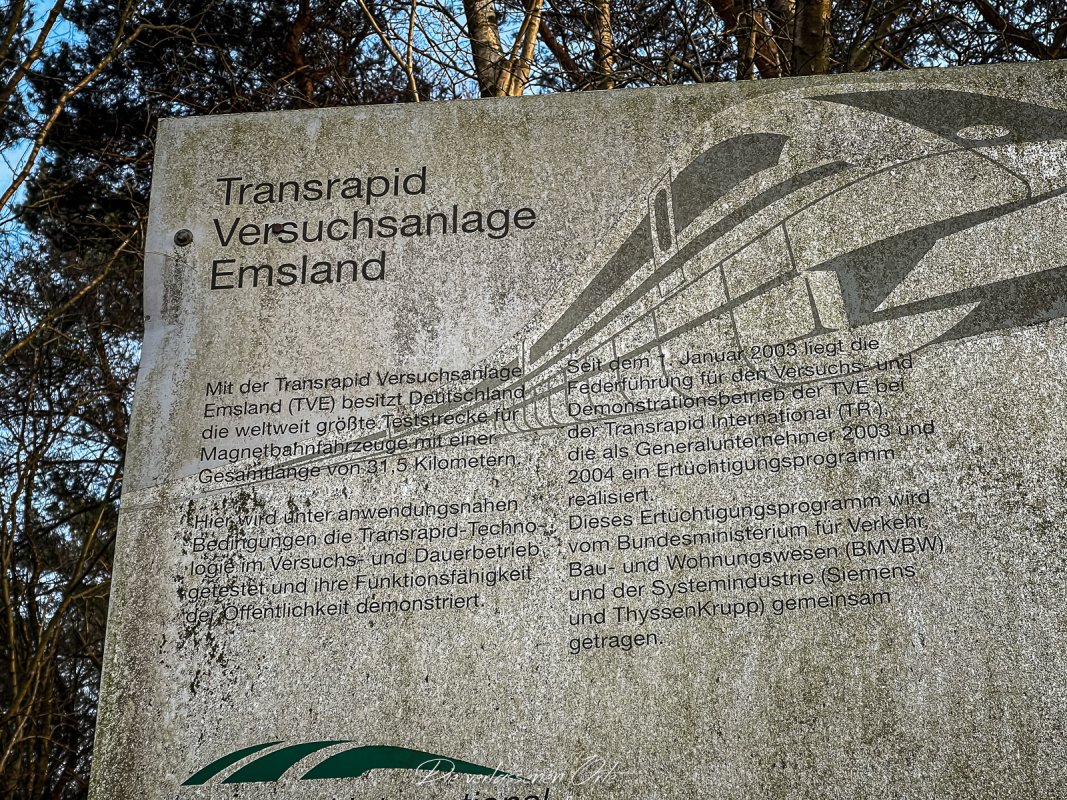 Transrapid
Versuchsanlage
Emsland
Mit der Transrapid Versuchsanlage
Emsland (TVE) besitzt Deutschland
die weltweit größte Teststrecke für
Magnetbahnfahrzeuge mit einer
Gesamtlänge von 31,5 Kilometern.
Hier wird unter anwendungsnahen
Bedingungen die Transrapid-Techno-
logie im Versuchs- und Dauerbetrieb
getestet und ihre Funktionsfähigkeit
der Öffentlichkeit demonstriert.
Seit dem 1. Januar 2003 liegt die
Federführung für den Versuchs- und
Demonstrationsbetrieb der TVE bei
der Transrapid International (TRI),
die als Generalunternehmer 2003 und
2004 ein Ertüchtigungsprogramm
realisiert.
Dieses Ertüchtigungsprogramm wird
vom Bundesministerium für Verkehr,
Bau- und Wohnungswesen (BMVBW)
und der Systemindustrie (Siemens
und ThyssenKrupp) gemeinsam
getragen.